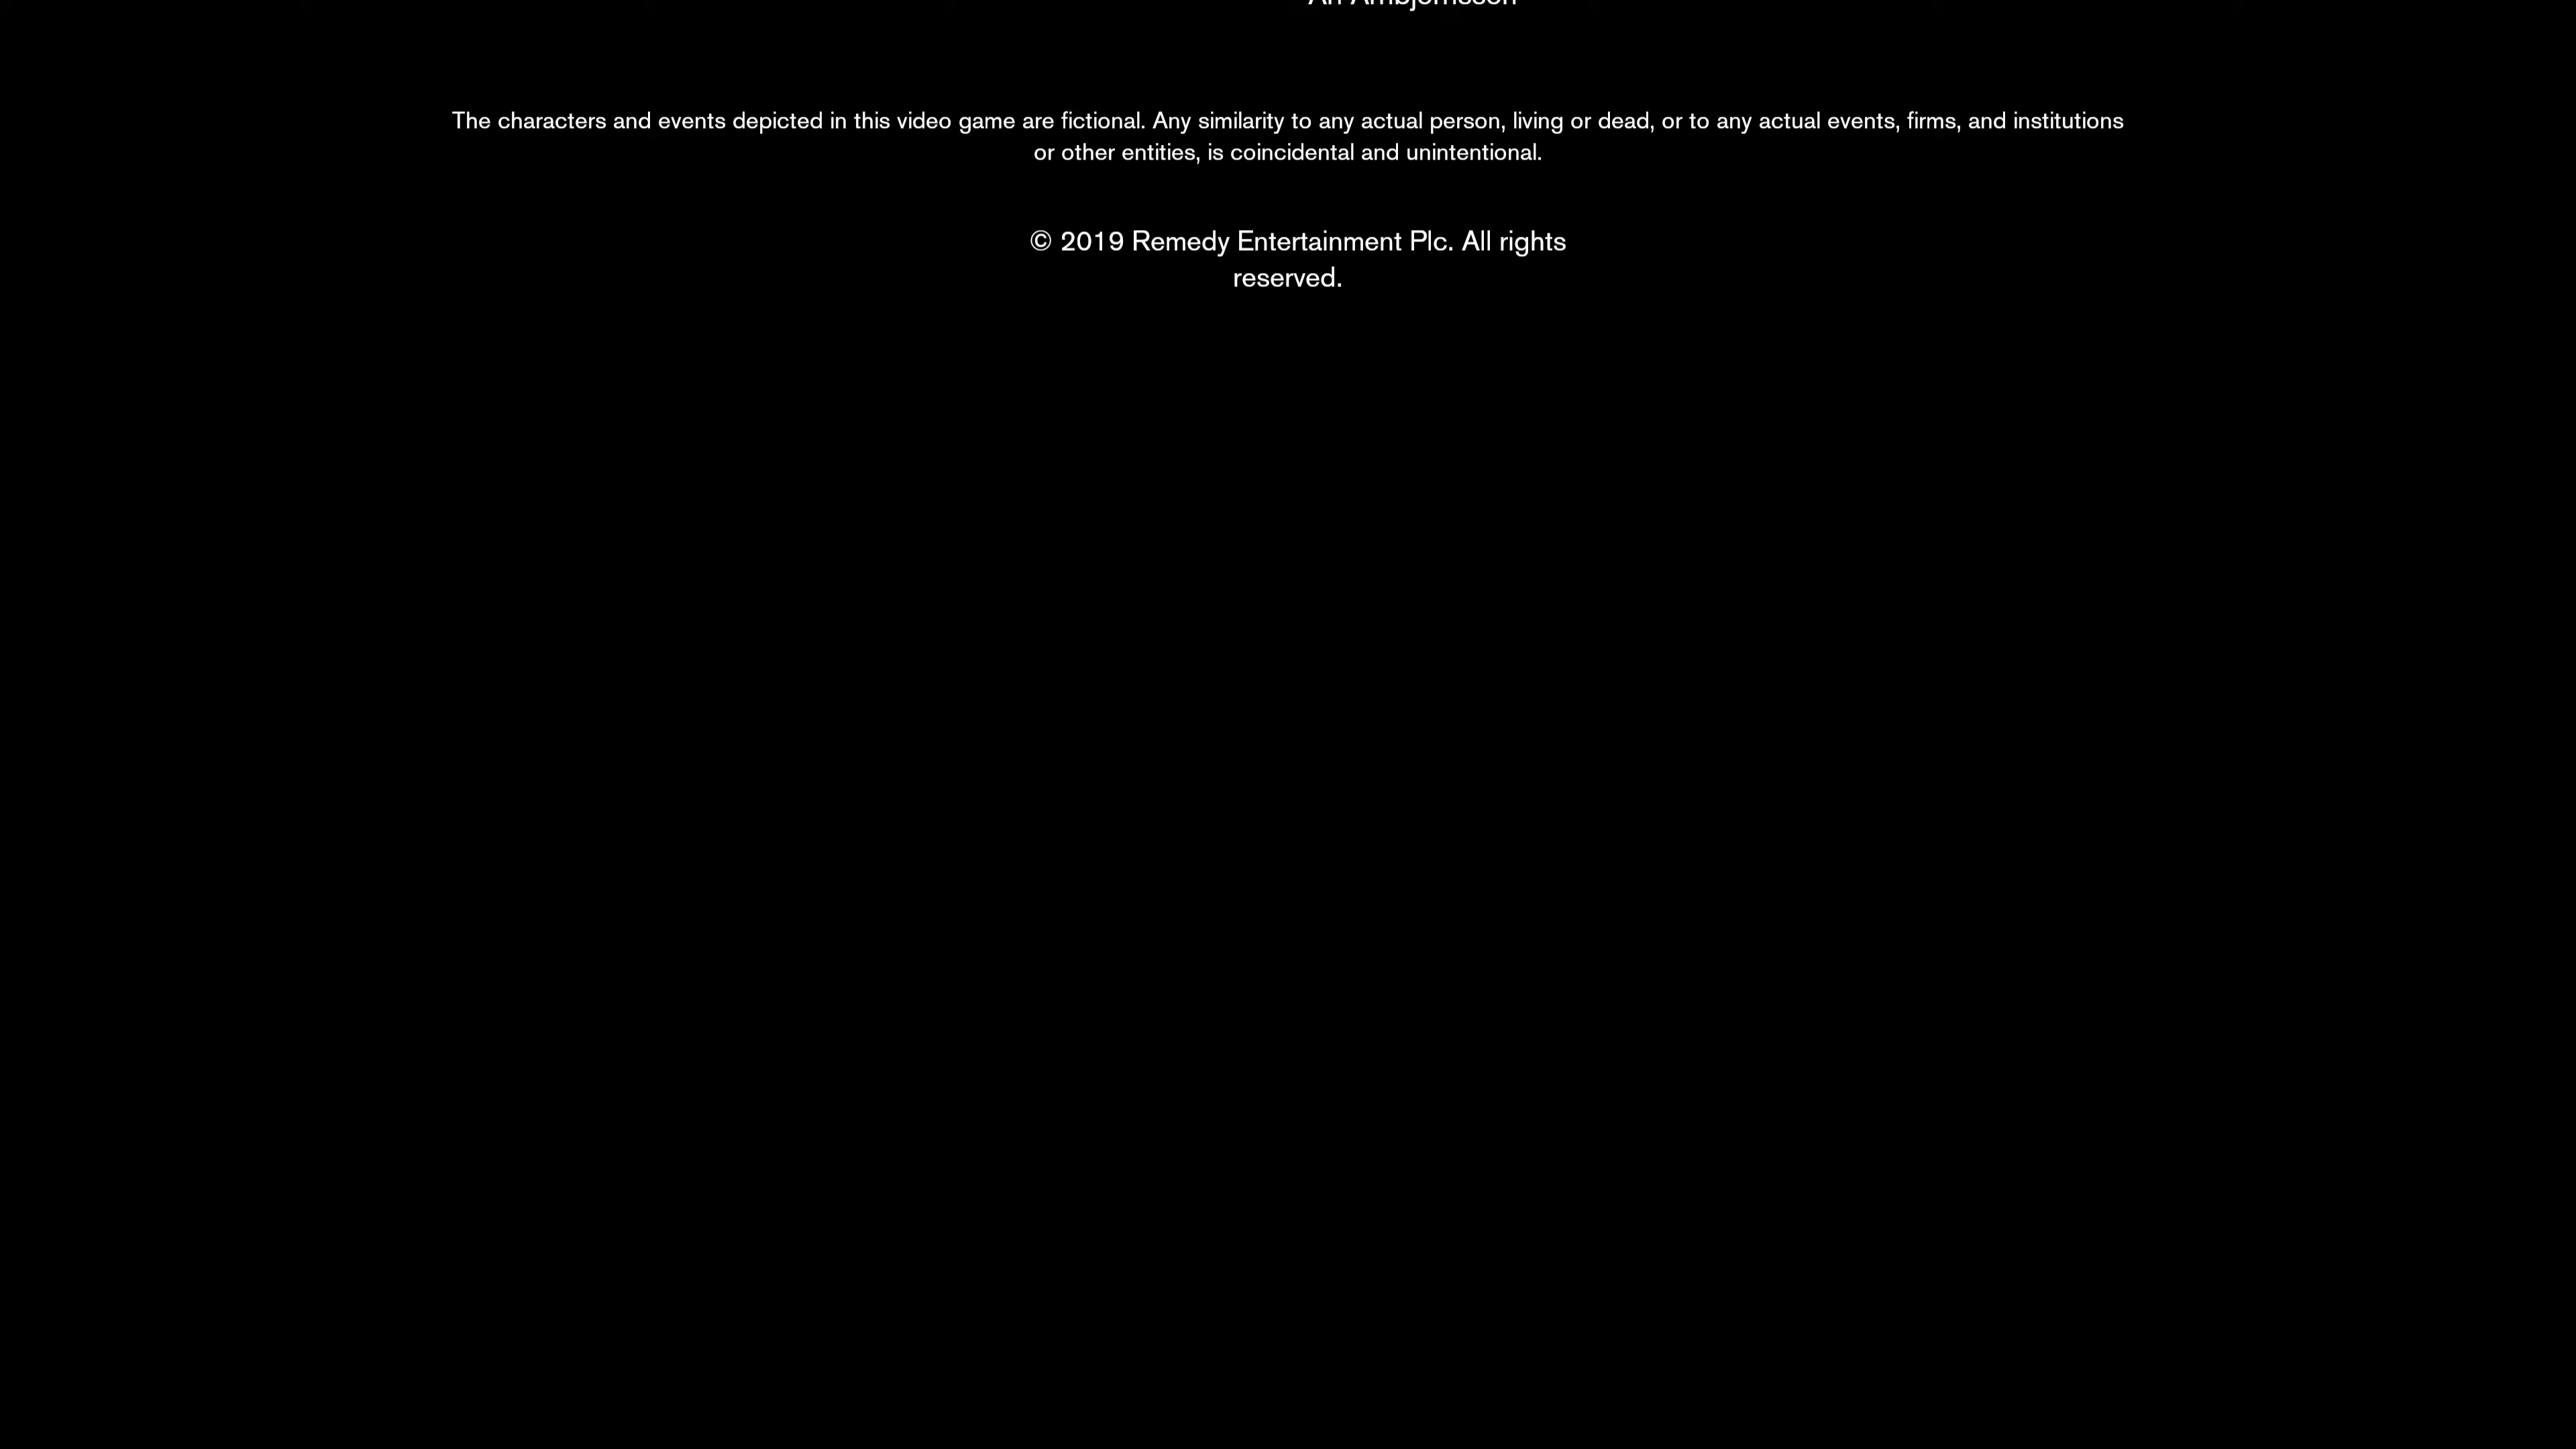 The characters and events depicted in this video game are fictional. Any similarity to any actual person, living or dead, or to any actual events, firms, and institutions
or other entities, is coincidental and unintentional.
© 2019 Remedy Entertainment Plc. All rights
reserved.